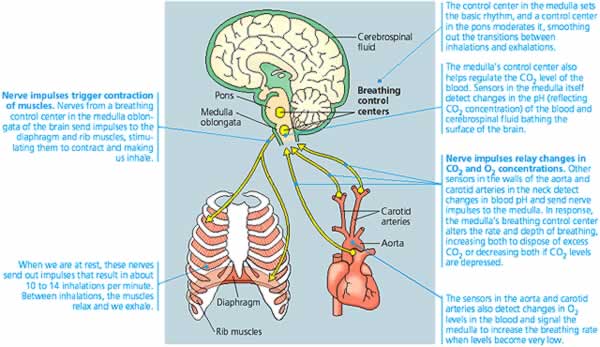 The control center in the medulla sets
the basic rhythm, and a control center
in the pons moderates it, smoothing
out the transitions between
inhalations and exhalations.
Cerebrospinal
fluid
The medulla's control center also
helps regulate the CO2 level of the
blood. Sensors in the medulla itself
detect changes in the pH (reflecting
CO2 concentration) of the blood and
cerebrospinal fluid bathing the
surface of the brain.
Pons
Medulla
oblongata
Breathing
control
centers
Nerve impulses trigger contraction
of muscles. Nerves from a breathing
control center in the medulla oblon-
gata of the brain send impulses to the
diaphragm and rib muscles, stimu-
lating them to contract and making
us inhale.
Nerve impulses relay changes in
CO2 and O2 concentrations. Other
sensors in the walls of the aorta and
carotid arteries in the neck detect
changes in blood pH and send nerve
impulses to the medulla. In response,
the medulla's breathing control center
alters the rate and depth of breathing,
increasing both to dispose of excess
CO2 or decreasing both if CO2 levels
are depressed.
Carotid
arteries
Aorta
When we are at rest, these nerves
send out impulses that result in about
10 to 14 inhalations per minute.
Between inhalations, the muscles
relax and we exhale.
Diaphragm
Rib muscles
The sensors in the aorta and carotid
arteries also detect changes in O2
levels in the blood and signal the
medulla to increase the breathing rate
when levels become very low.